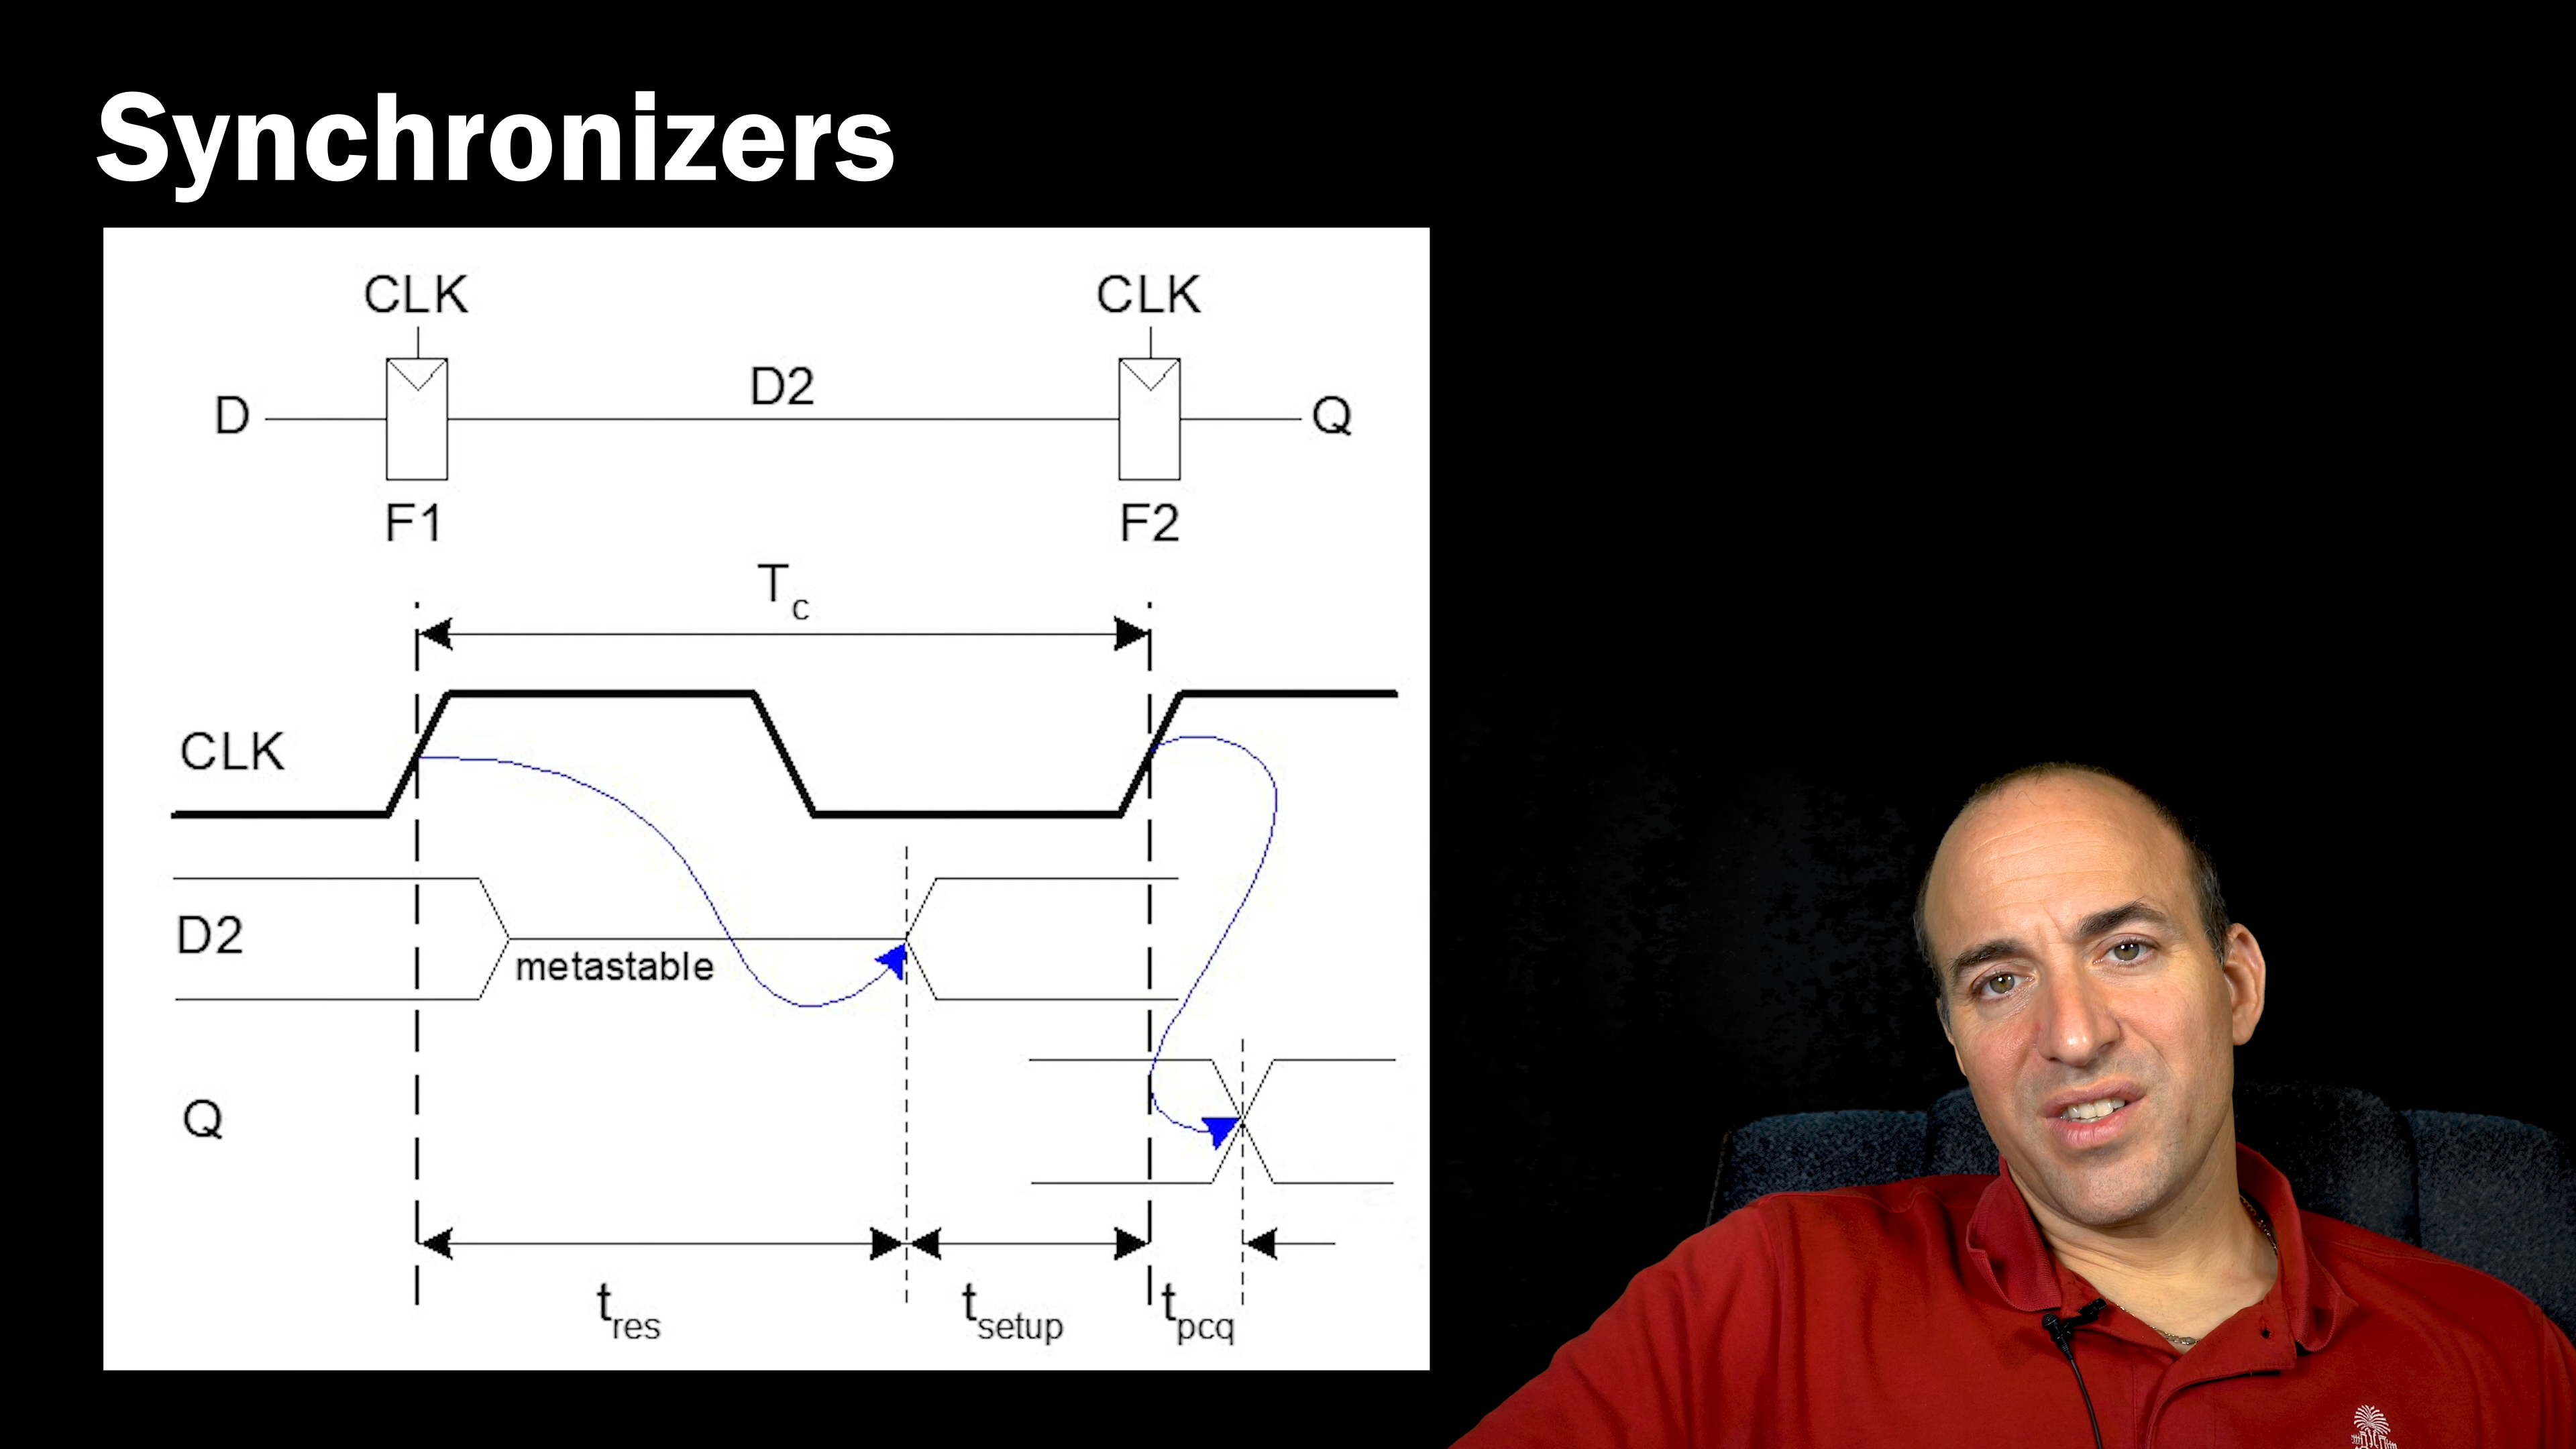 Synchronizers
CLK CLK
D D2 Q
F1 F2
Tc
CLK
D2
metastable
Q
tres tsetup tpcq